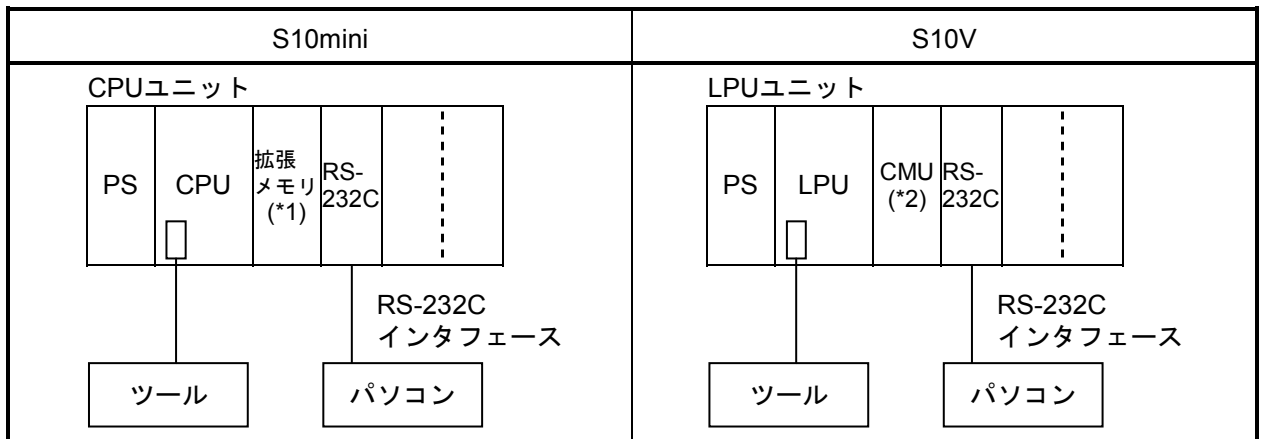 S10mini
S10V
CPUユニット
PS
CPU
拡張
メモリ
(*1)
RS-
232C
RS-232C
インタフェース
ツール
パソコン
LPUユニット
PS
LPU
CMU
(*2)
RS-
232C
RS-232C
インタフェース
ツール
パソコン